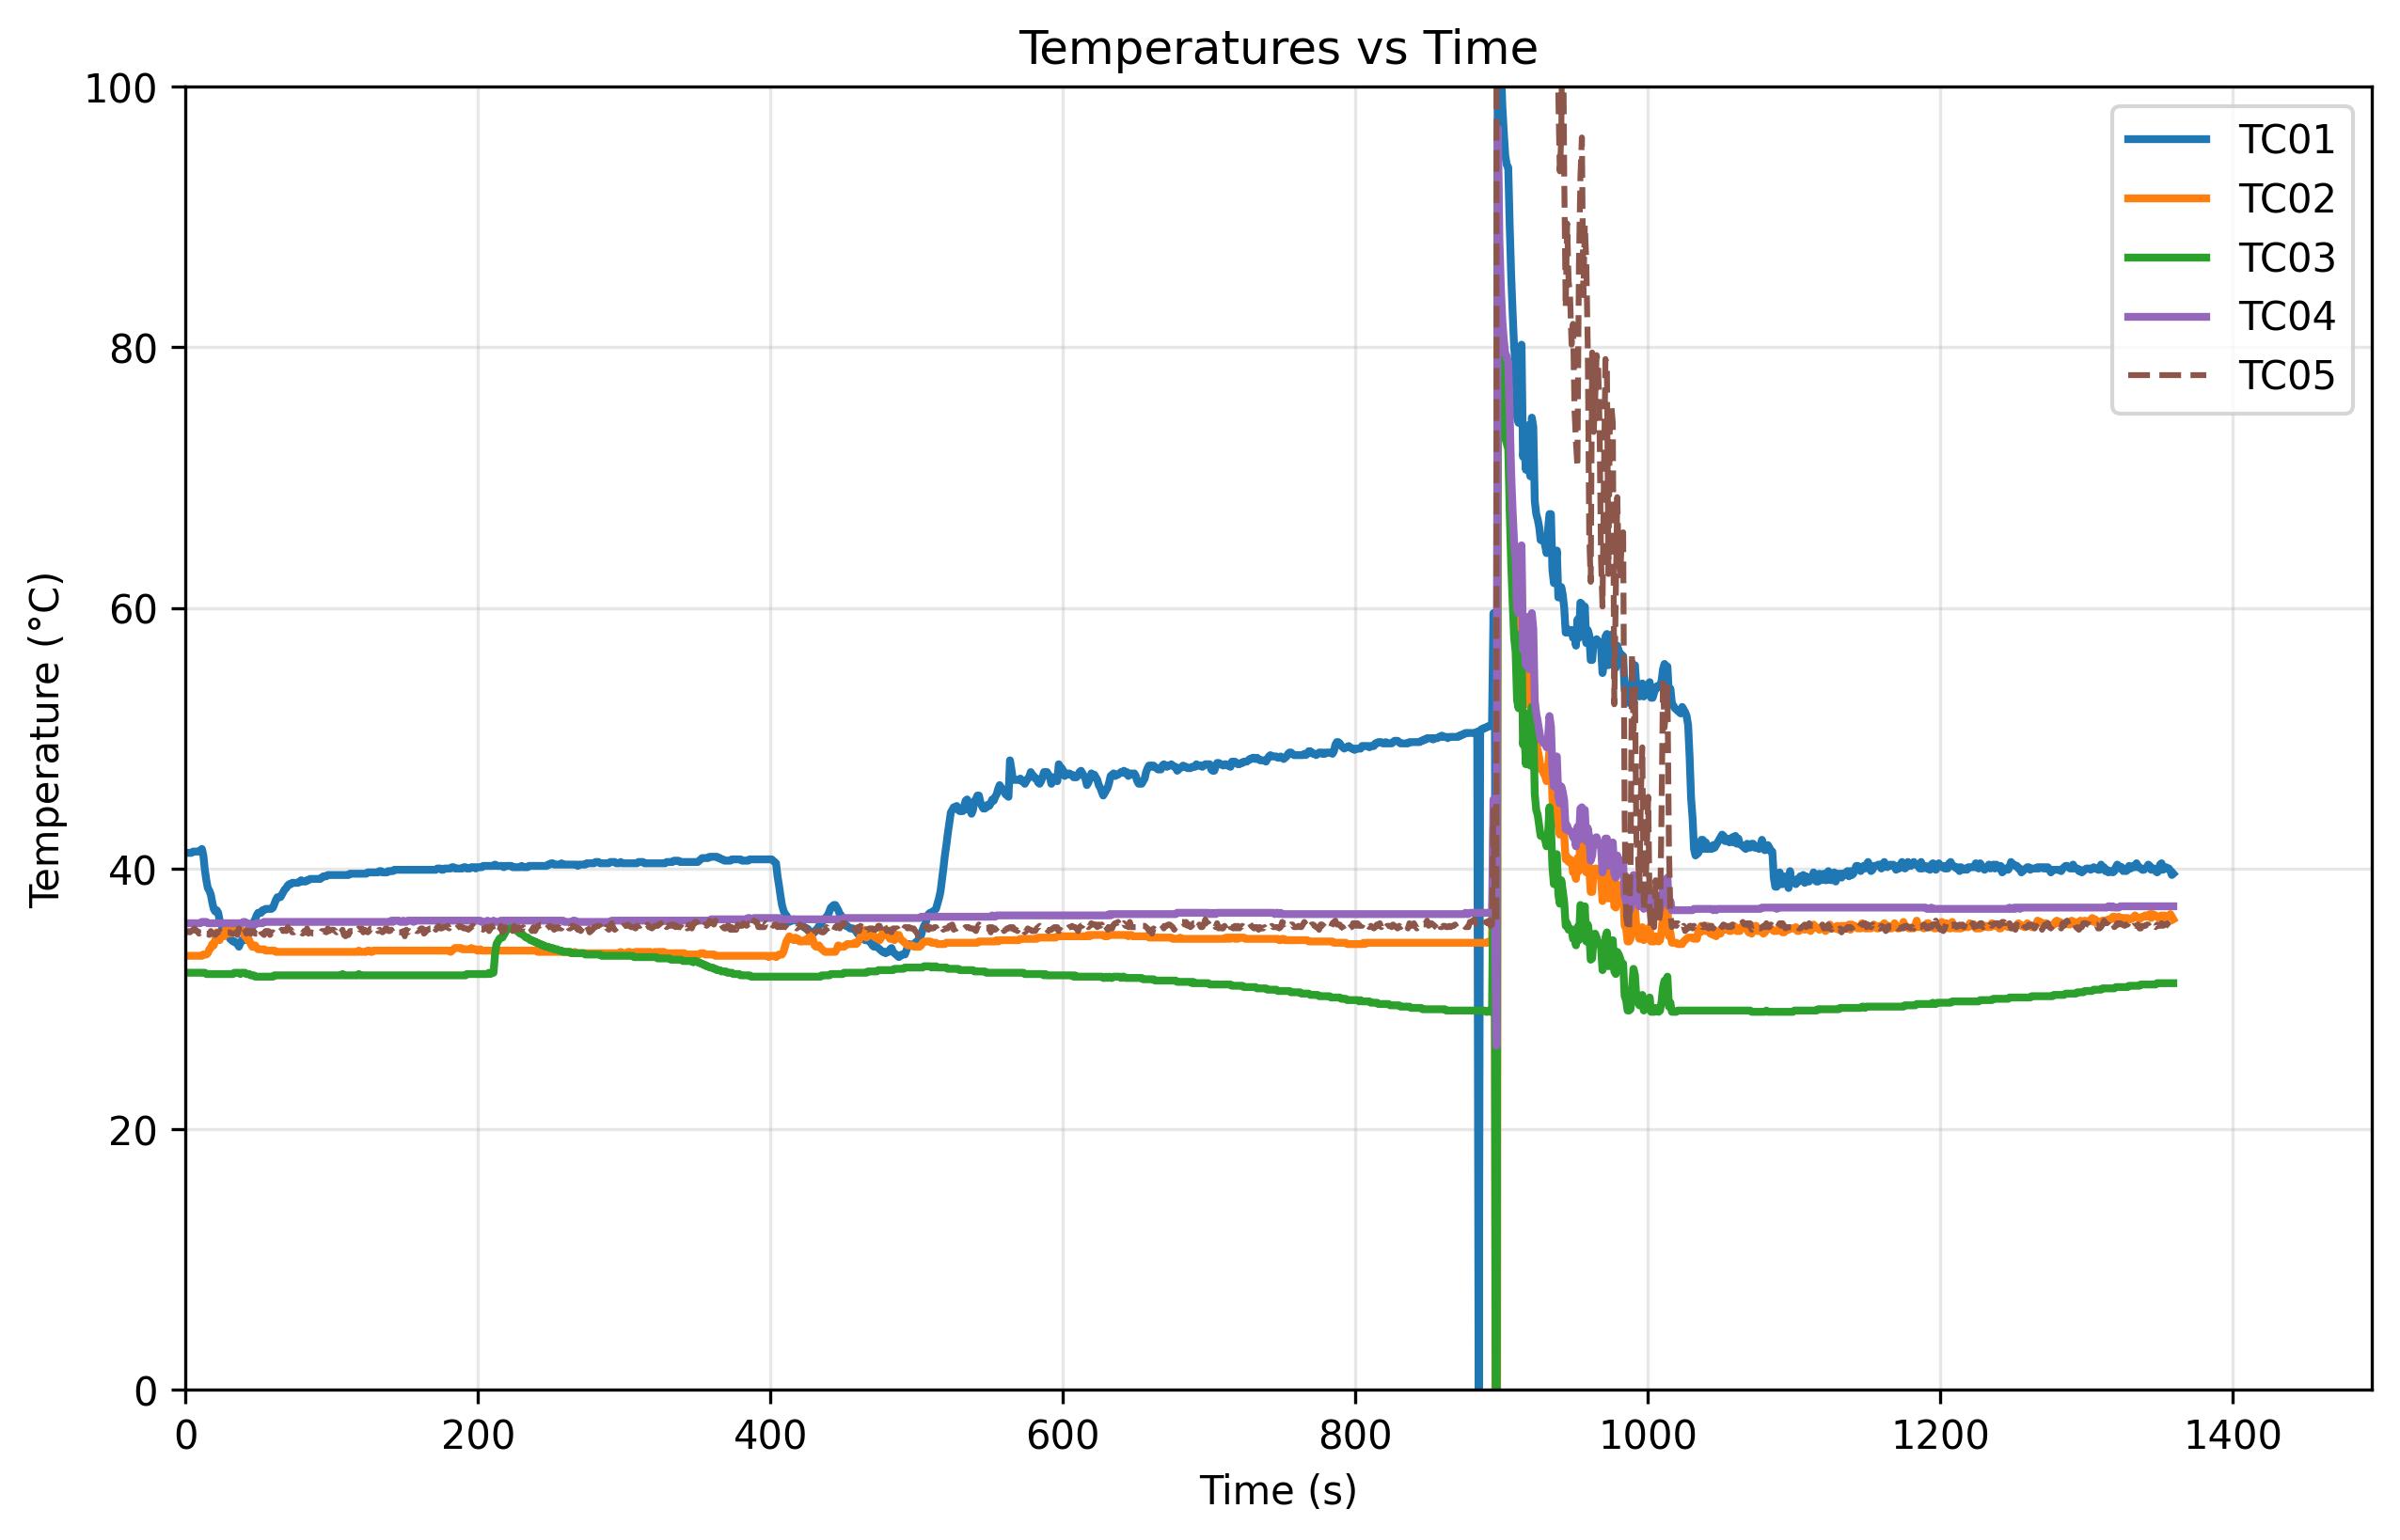 Temperatures vs Time
100
80
60
40
20
0
Temperature (°C)
0 200 400 600 800 1000 1200 1400
Time (s)
TC01
TC02
TC03
TC04
TC05